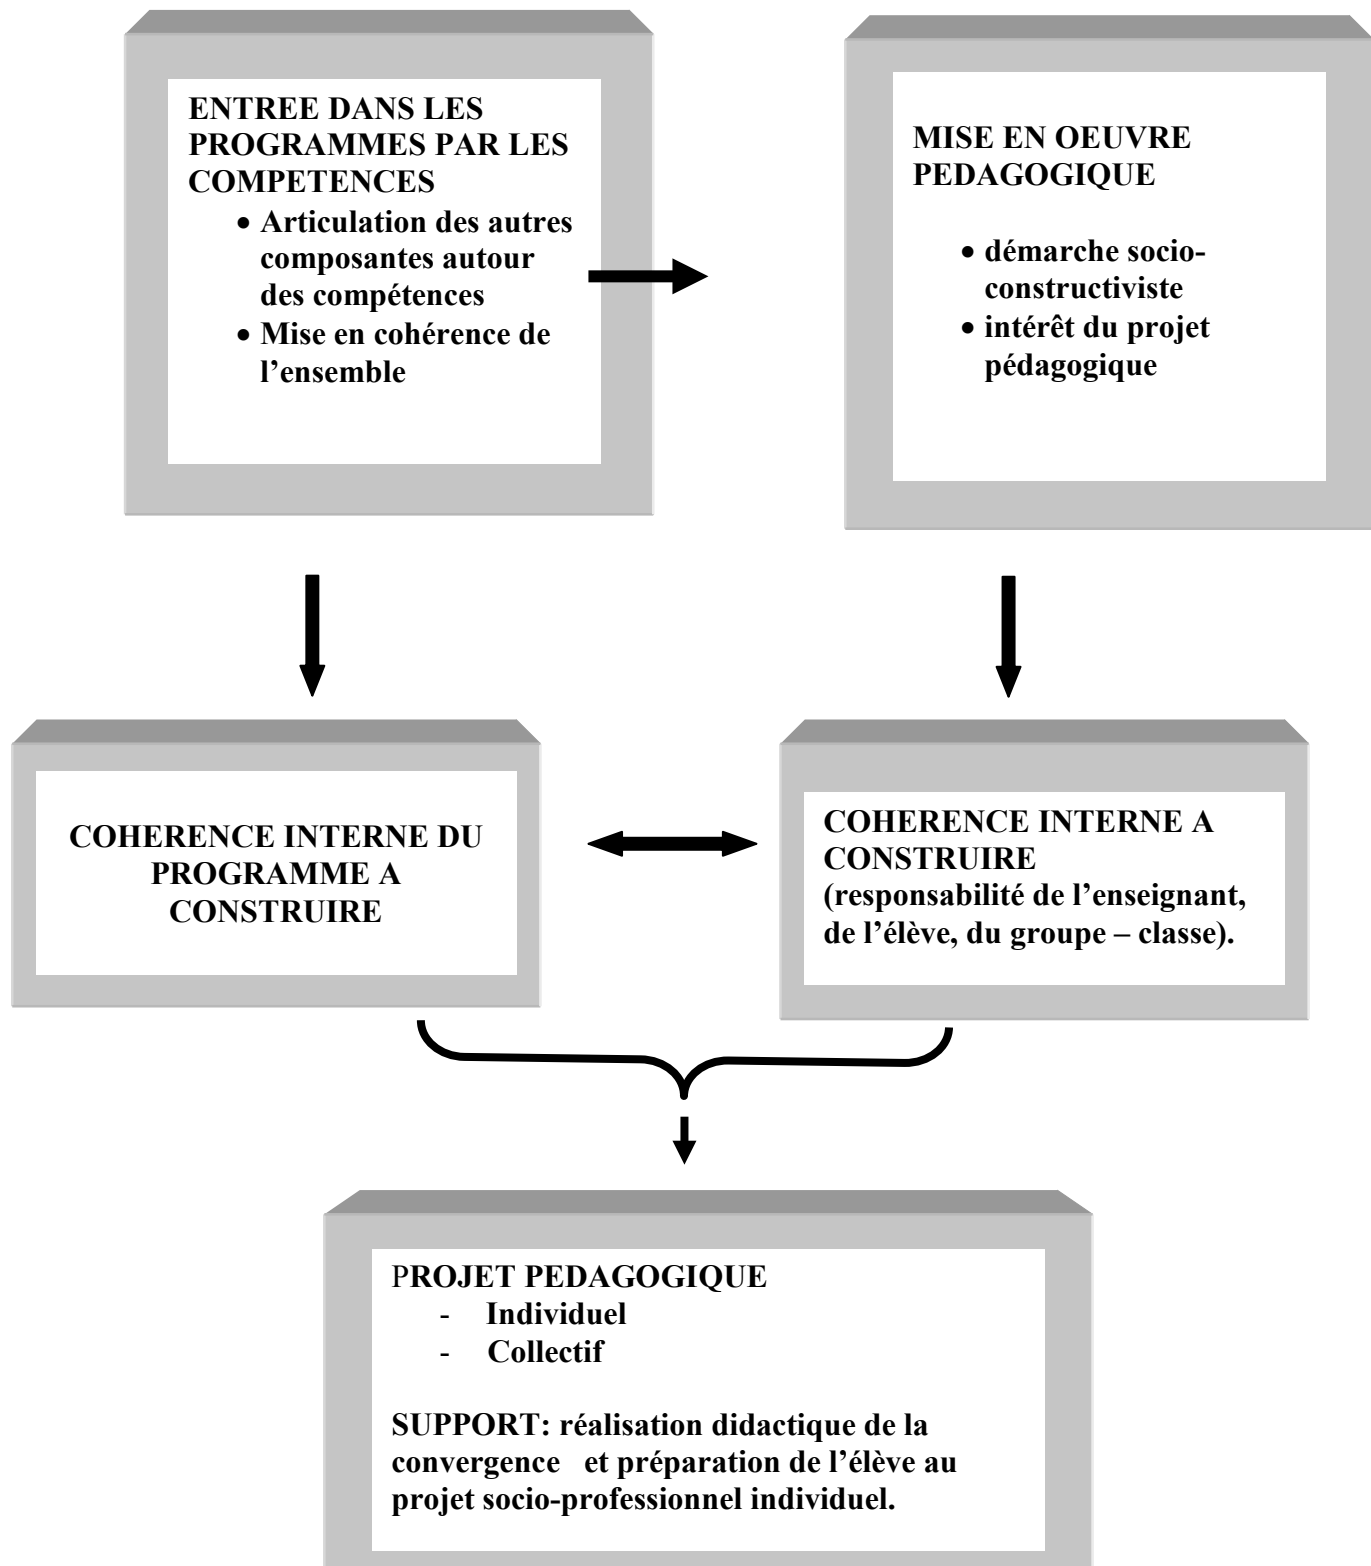 ENTREE DANS LES
PROGRAMMES PAR LES
COMPETENCES
• Articulation des autres
composantes autour
des compétences
• Mise en cohérence de
l’ensemble
MISE EN OEUVRE
PEDAGOGIQUE
• démarche socio-
constructiviste
• intérêt du projet
pédagogique
COHERENCE INTERNE DU
PROGRAMME A
CONSTRUIRE
COHERENCE INTERNE A
CONSTRUIRE
(responsabilité de l’enseignant,
de l’élève, du groupe – classe).
PROJET PEDAGOGIQUE
- Individuel
- Collectif
SUPPORT: réalisation didactique de la
convergence et préparation de l’élève au
projet socio-professionnel individuel.